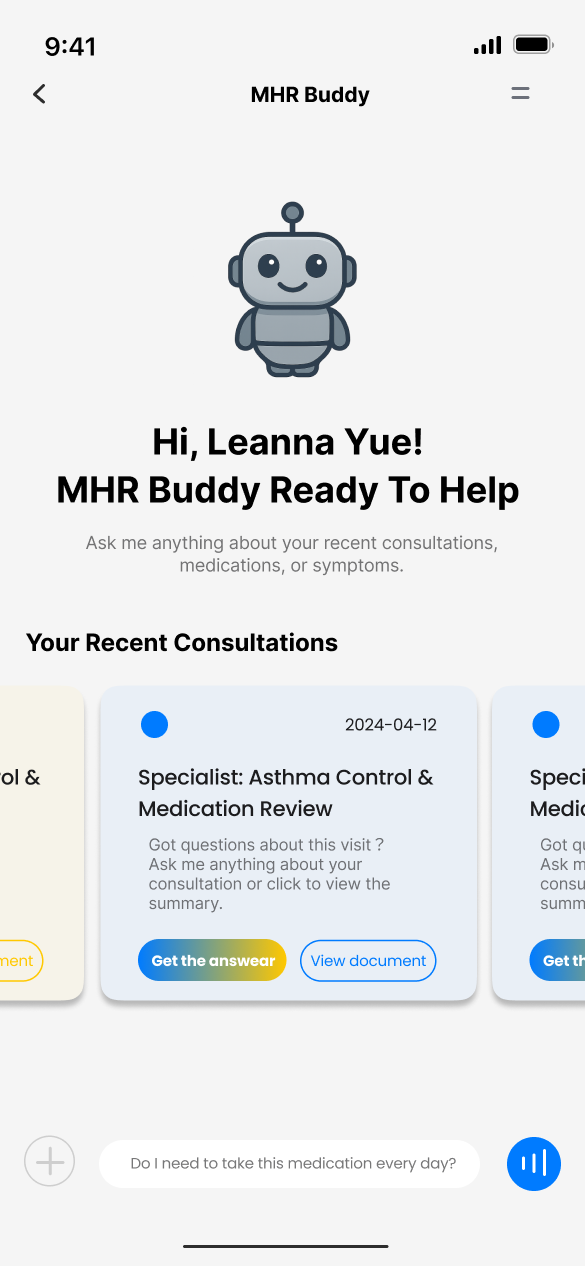 9:41
MHR Buddy
Hi, Leanna Yue!
MHR Buddy Ready To Help
Ask me anything about your recent consultations,
medications, or symptoms.
Your Recent Consultations
rol &
ment
2024-04-12
Specialist: Asthma Control &
Medication Review
Got questions about this visit？
Ask me anything about your
consultation or click to view the
summary.
Get the answear
View document
Speci
Medic
Got qu
Ask m
consu
summ
Get th
Do I need to take this medication every day?